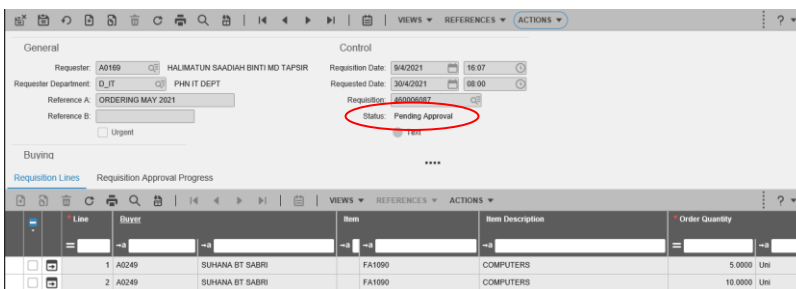 VIEWS REFERENCES ACTIONS ?
General Control
Requester: A0169 HALIMATUN SAADIAH BINTI MD TAPSIR Requisition Date: 9/4/2021 16:07
Requester Department: D_IT PHN IT DEPT Requested Date: 30/4/2021 08:00
Reference A: ORDERING MAY 2021 Requisition: 460006087
Reference B: Status: Pending Approval
Urgent Text
Buying
Requisition Lines Requisition Approval Progress
VIEWS REFERENCES ACTIONS ?
* Line Buyer Item Item Description * Order Quantity
1 A0249 SUHANA BT SABRI FA1090 COMPUTERS 5.0000 Uni
2 A0249 SUHANA BT SABRI FA1090 COMPUTERS 10.0000 Uni